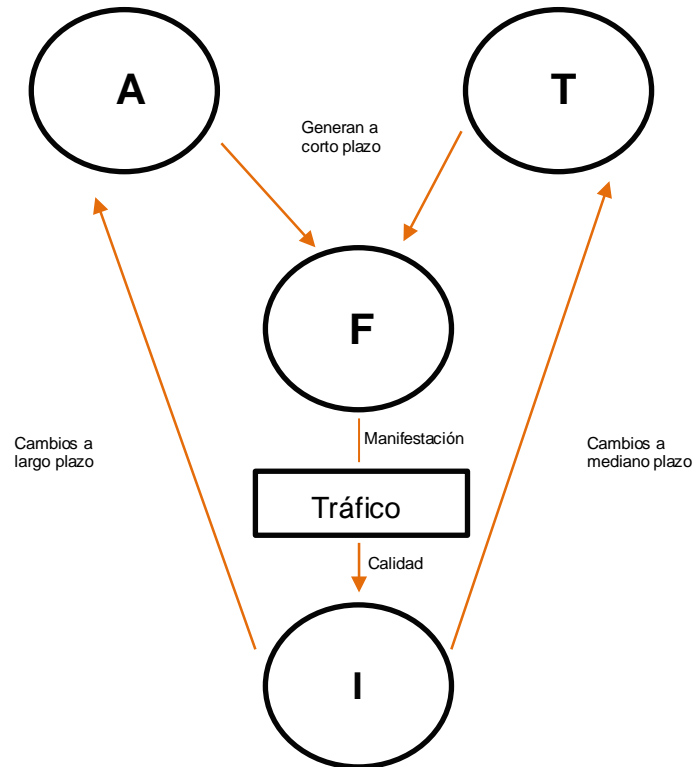 A
T
Generan a
corto plazo
F
Manifestación
Cambios a
largo plazo
Cambios a
mediano plazo
Tráfico
Calidad
I